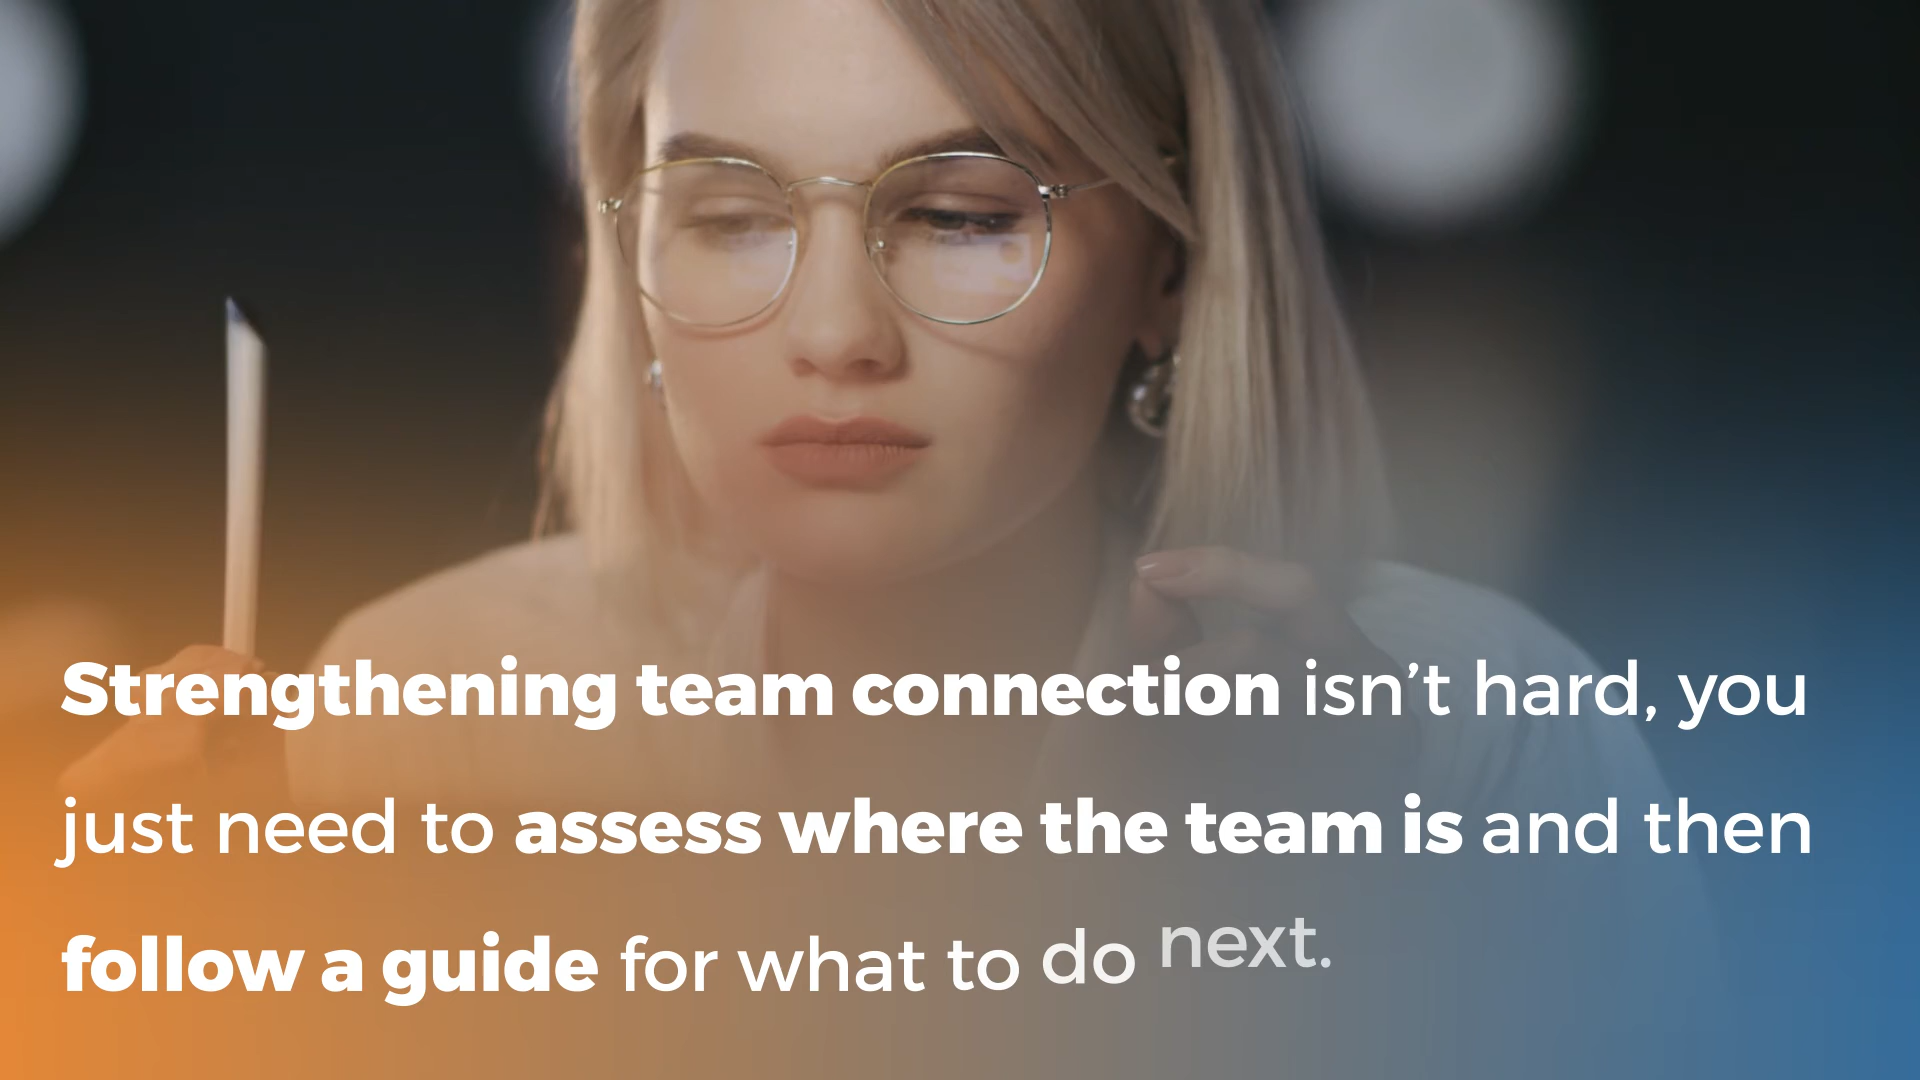 Strengthening team connection isn’t hard, you
just need to assess where the team is and then
follow a guide for what to do next.